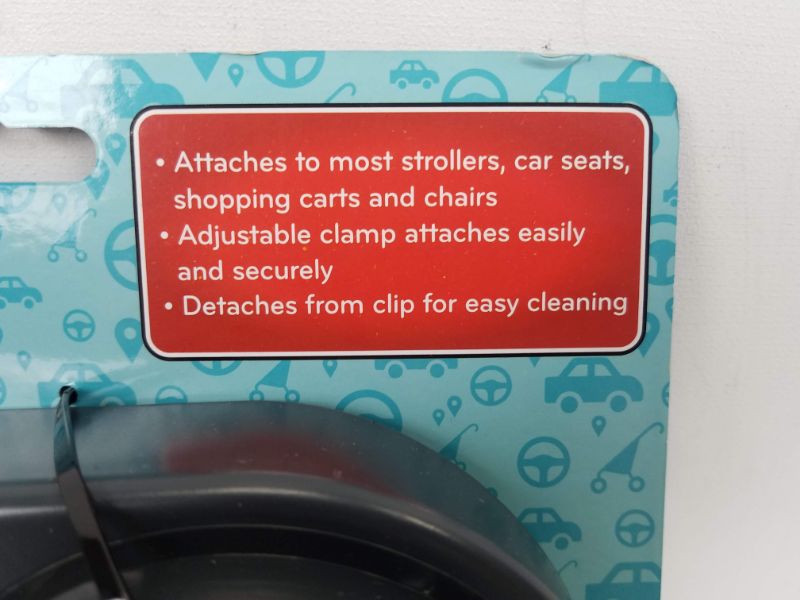 • Attaches to most strollers, car seats,
shopping carts and chairs
• Adjustable clamp attaches easily
and securely
• Detaches from clip for easy cleaning